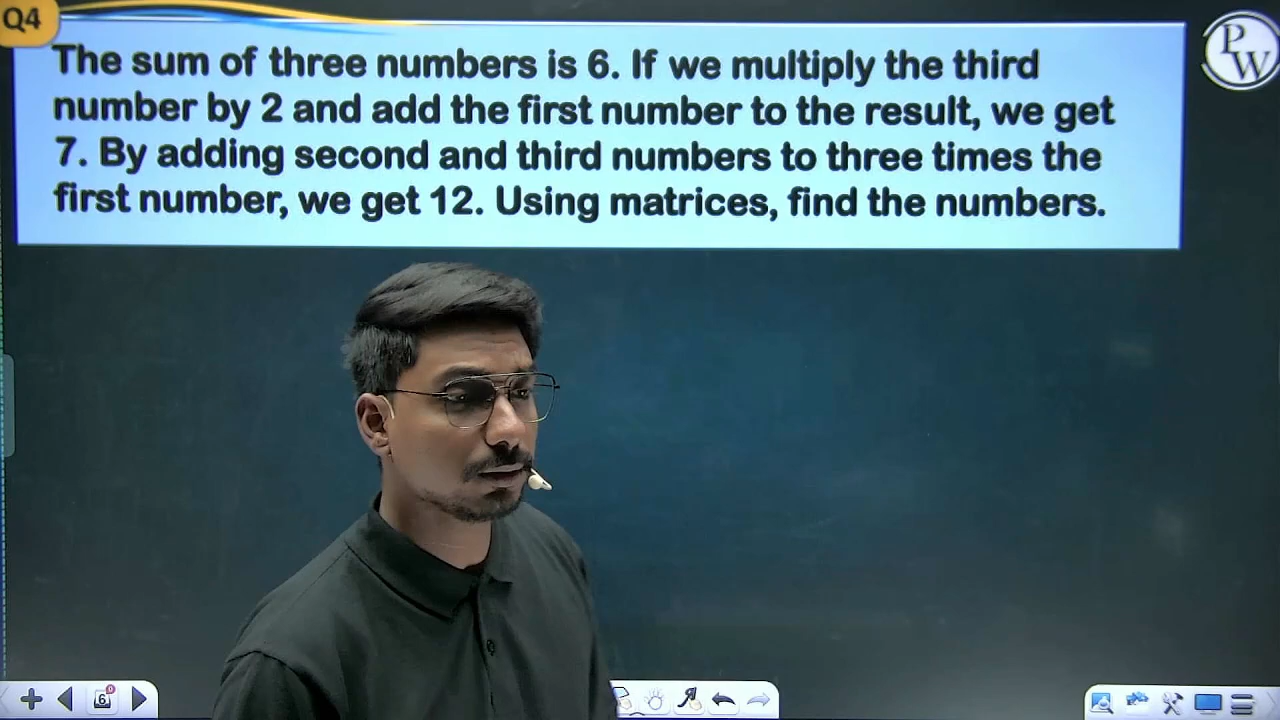 Q4
The sum of three numbers is 6. If we multiply the third
number by 2 and add the first number to the result, we get
7. By adding second and third numbers to three times the
first number, we get 12. Using matrices, find the numbers.
P
W
6